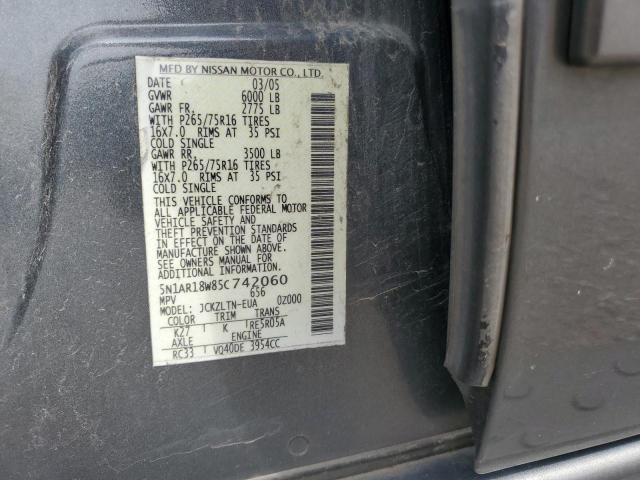 MFD BY NISSAN MOTOR CO., LTD.
DATE 03/05
GVWR 6000 LB
GAWR FR. 2775 LB
WITH P265/75R16 TIRES
16X7.0 RIMS AT 35 PSI
COLD SINGLE
GAWR RR. 3500 LB
WITH P265/75R16 TIRES
16X7.0 RIMS AT 35 PSI
COLD SINGLE
THIS VEHICLE CONFORMS TO
ALL APPLICABLE FEDERAL MOTOR
VEHICLE SAFETY AND
THEFT PREVENTION STANDARDS
IN EFFECT ON THE DATE OF
MANUFACTURE SHOWN ABOVE.
SEE OWNERS MANUAL FOR
ADDITIONAL INFORMATION.
5N1AR18W85C742060
MPV 656
MODEL: JCKZLTN-EUA 0Z000
COLOR TRIM TRANS
K27 K RE5R05A
AXLE ENGINE
RC33 VQ40DE 3954CC